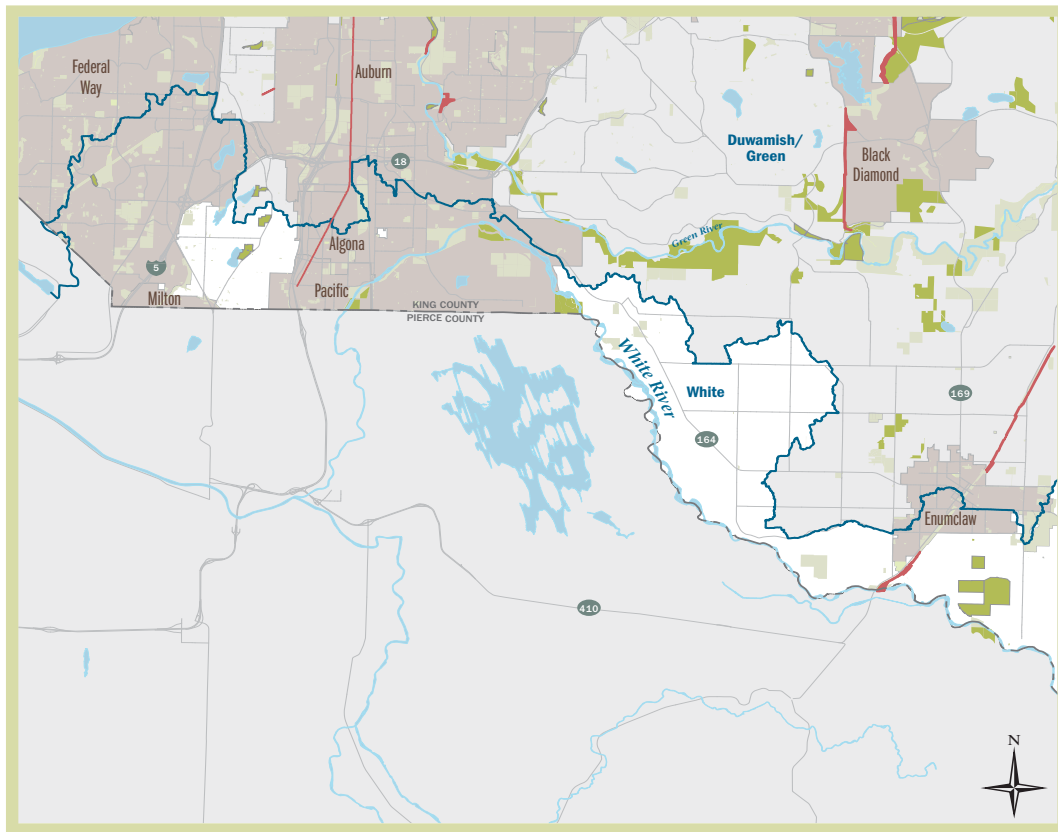 Federal
Way
Auburn
18
Duwamish/
Green
Black
Diamond
Green River
Algona
5
Milton
Pacific
KING COUNTY
PIERCE COUNTY
White River
White
169
164
Enumclaw
410
N